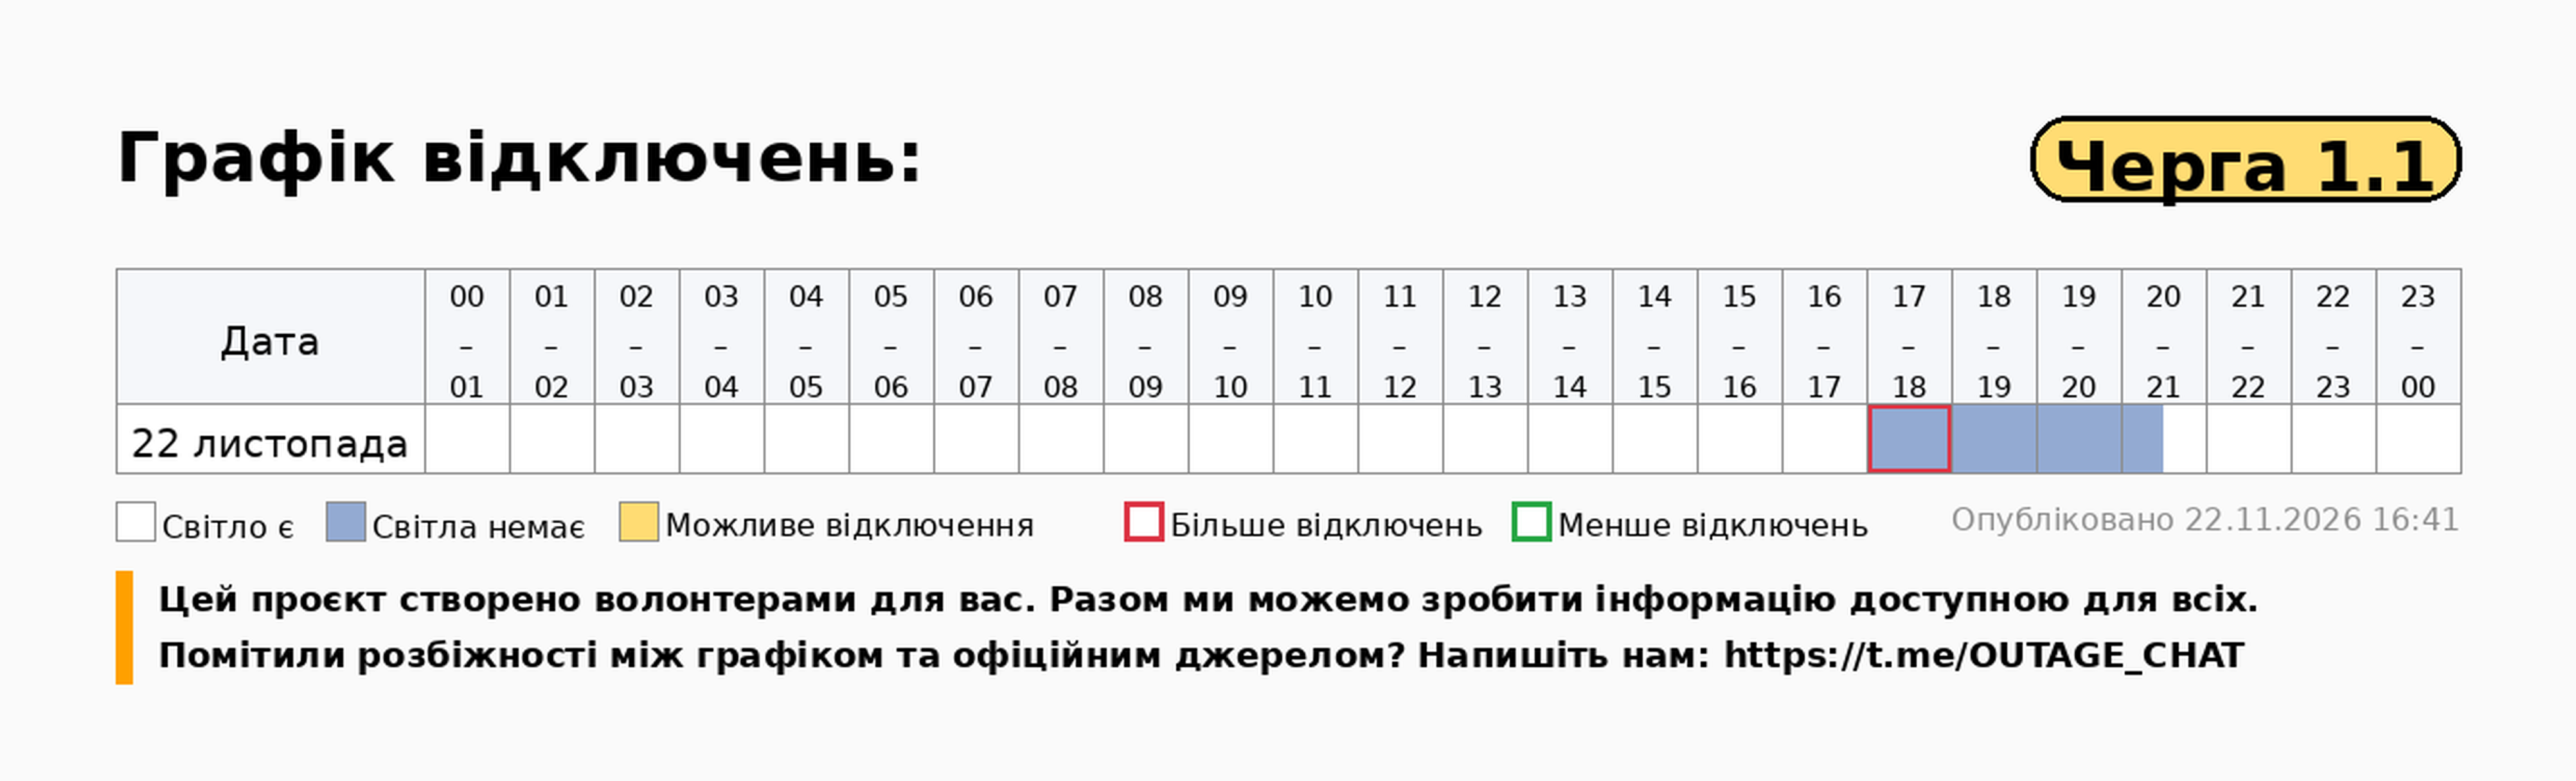 Графік відключень:
Черга 1.1
Дата 00 – 01 01 – 02 02 – 03 03 – 04 04 – 05 05 – 06 06 – 07 07 – 08 08 – 09 09 – 10 10 – 11 11 – 12 12 – 13 13 – 14 14 – 15 15 – 16 16 – 17 17 – 18 18 – 19 19 – 20 20 – 21 21 – 22 22 – 23 23 – 00
22 листопада
Світло є Світла немає Можливе відключення Більше відключень Менше відключень Опубліковано 22.11.2026 16:41
Цей проєкт створено волонтерами для вас. Разом ми можемо зробити інформацію доступною для всіх.
Помітили розбіжності між графіком та офіційним джерелом? Напишіть нам: https://t.me/OUTAGE_CHAT